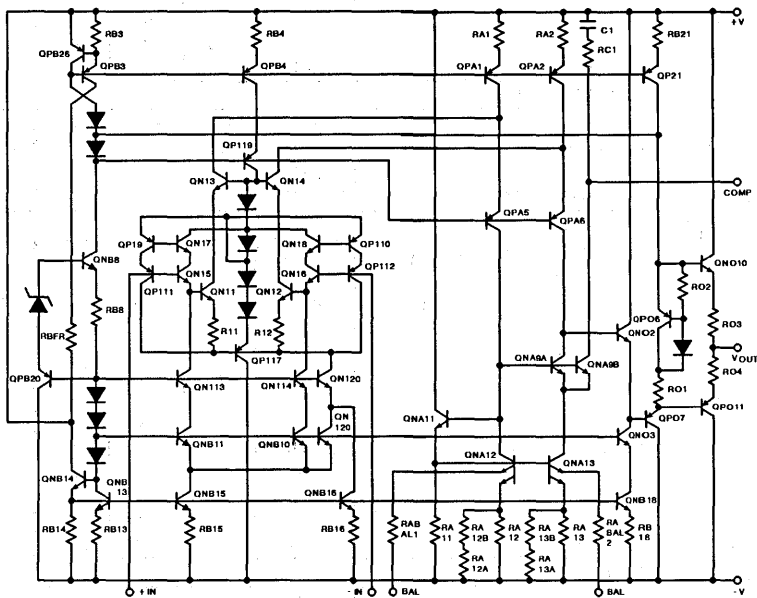 RB3
RB4
RA1
RA2
C1
RB21
+V
QPB26
RC1
QPB3
QPB4
QPA1
QPA2
QP21
QP119
QN13
QN14
COMP
QP19
QN17
QN18
QP110
QPA5
QPA6
QNB8
QN15
QN16
QP112
QNO10
QP111
QN11
QN12
RO2
RB8
R11
R12
QPO6
QNO2
RO3
RBFR
QP117
VOUT
QNA9A
QNA9B
RO4
QPB20
QN113
QN114
QN120
RO1
QNA11
QPO7
QPO11
QN
120
QNB11
QNB10
QNO3
QNA12
QNA13
QNB14
QNB
13
QNB15
QNB16
QNB18
RB14
RB13
RB15
RB16
RAB
AL1
RA
11
RA
12B
RA
12
RA
13B
RA
13
RA
BAL
2
RB
18
RA
12A
RA
13A
-V
+ IN
- IN
BAL
BAL